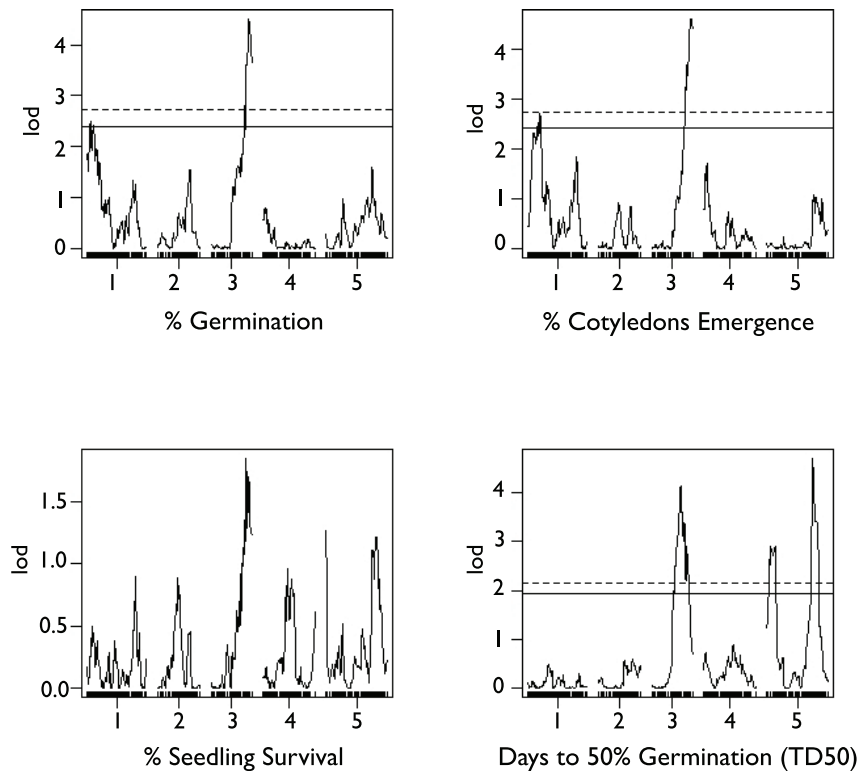 4
3
2
1
0
lod
1 2 3 4 5
% Germination
4
3
2
1
0
lod
1 2 3 4 5
% Cotyledons Emergence
1.5
1.0
0.5
0.0
lod
1 2 3 4 5
% Seedling Survival
4
3
2
1
0
lod
1 2 3 4 5
Days to 50% Germination (TD50)